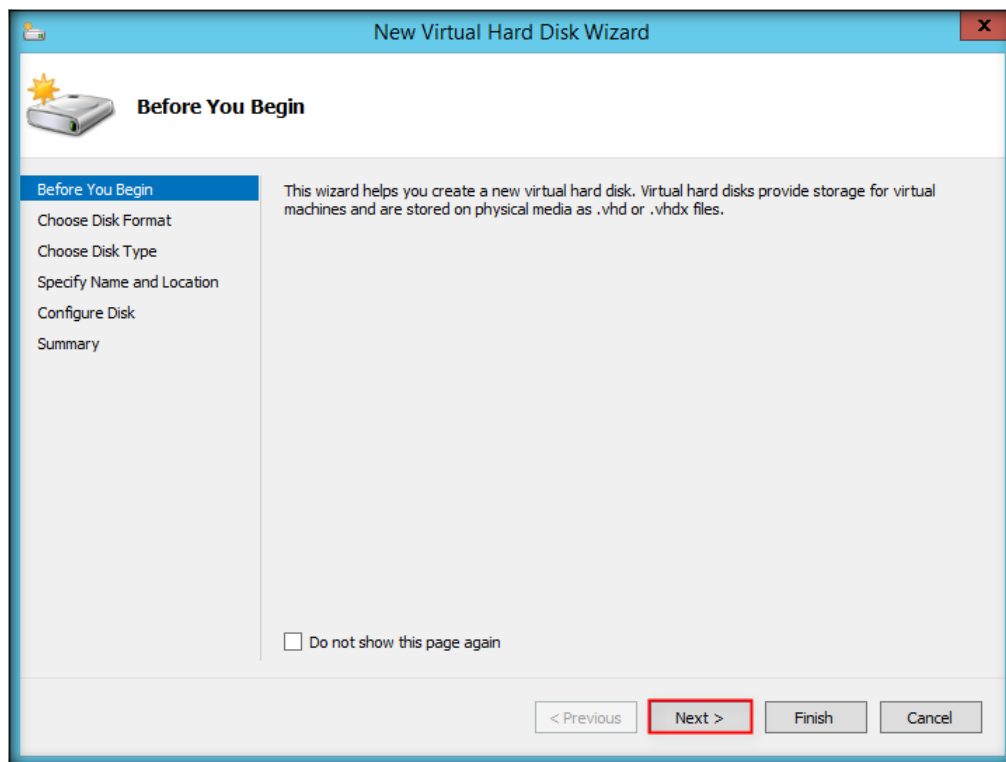 New Virtual Hard Disk Wizard
X
Before You Begin
Before You Begin
Choose Disk Format
Choose Disk Type
Specify Name and Location
Configure Disk
Summary
This wizard helps you create a new virtual hard disk. Virtual hard disks provide storage for virtual
machines and are stored on physical media as .vhd or .vhdx files.
Do not show this page again
< Previous
Next >
Finish
Cancel